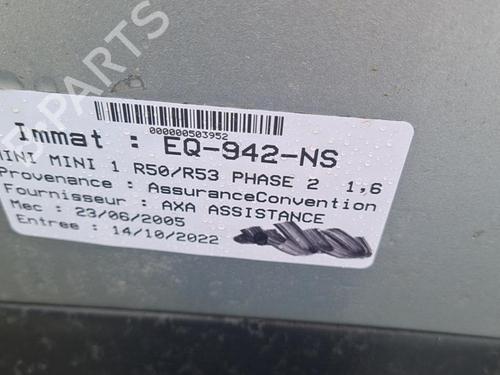 000000503952
Immat : EQ-942-NS
MINI MINI 1 R50/R53 PHASE 2 1,6
Provenance : AssuranceConvention
Fournisseur : AXA ASSISTANCE
Mec : 23/06/2005
Entree : 14/10/2022
B-PARTS